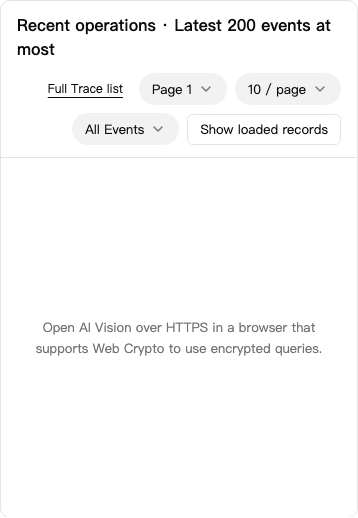 Recent operations · Latest 200 events at
most
Full Trace list
Page 1
10 / page
All Events
Show loaded records
Open AI Vision over HTTPS in a browser that
supports Web Crypto to use encrypted queries.